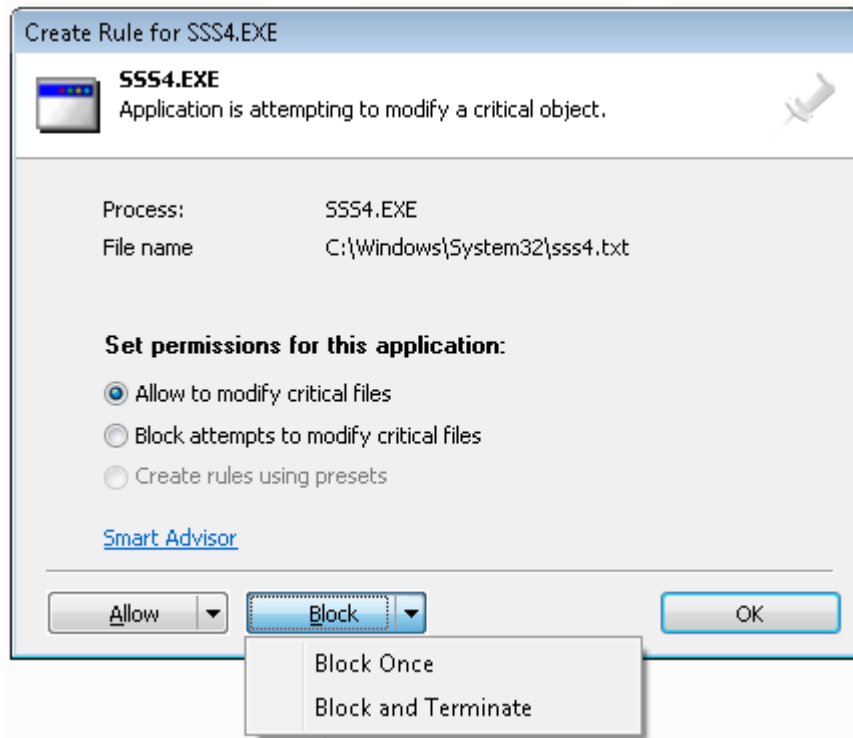 Create Rule for SSS4.EXE
SSS4.EXE
Application is attempting to modify a critical object.
Process: SSS4.EXE
File name C:\Windows\System32\sss4.txt
Set permissions for this application:
Allow to modify critical files
Block attempts to modify critical files
Create rules using presets
Smart Advisor
Allow Block OK
Block Once
Block and Terminate